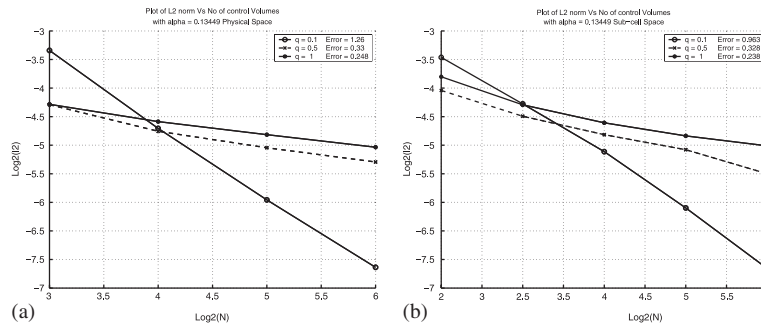 Plot of L2 norm Vs No of control Volumes
with alpha = 0.13449 Physical Space
q = 0.1 Error = 1.26
q = 0.5 Error = 0.33
q = 1 Error = 0.248
−3
−3.5
−4
−4.5
−5
−5.5
−6
−6.5
−7
Log2(l2)
3 3.5 4 4.5 5 5.5 6
Log2(N)
(a)
Plot of L2 norm Vs No of control Volumes
with alpha = 0.13449 Sub-cell Space
q = 0.1 Error = 0.963
q = 0.5 Error = 0.328
q = 1 Error = 0.238
−3
−3.5
−4
−4.5
−5
−5.5
−6
−6.5
−7
Log2(l2)
2 2.5 3 3.5 4 4.5 5 5.5 6
Log2(N)
(b)